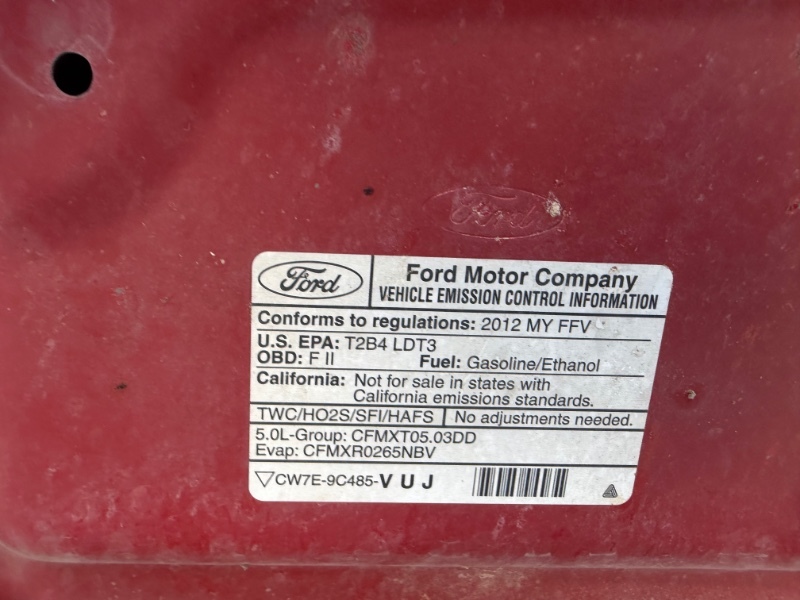 Ford
Ford
Ford Motor Company
VEHICLE EMISSION CONTROL INFORMATION
Conforms to regulations: 2012 MY FFV
U.S. EPA: T2B4 LDT3
OBD: F II Fuel: Gasoline/Ethanol
California: Not for sale in states with
California emissions standards.
TWC/HO2S/SFI/HAFS No adjustments needed.
5.0L-Group: CFMXT05.03DD
Evap: CFMXR0265NBV
CW7E-9C485-V U J